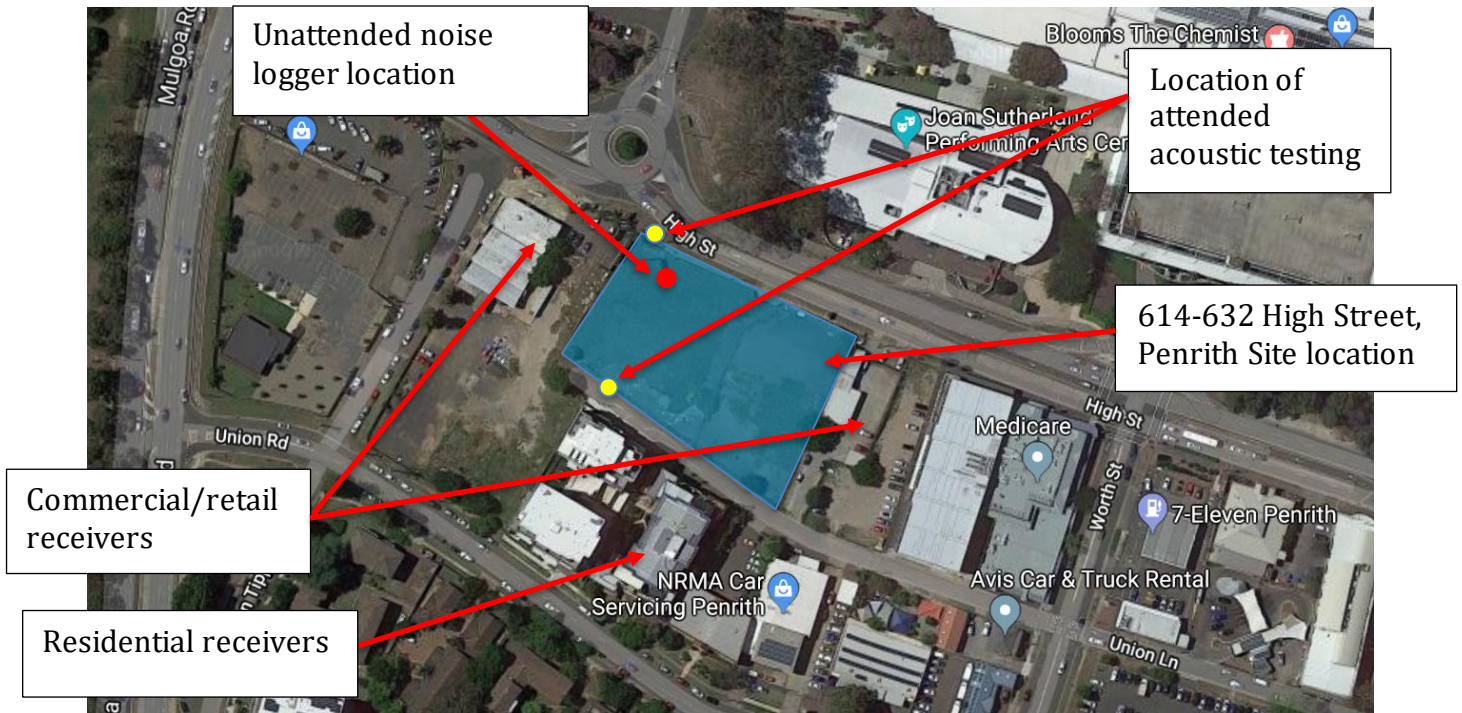 Unattended noise
logger location
Mulgoa Rd
Blooms The Chemist
Location of
attended
acoustic testing
Joan Sutherland
Performing Arts Cen
High St
614-632 High Street,
Penrith Site location
High St
Medicare
Union Rd
Worth St
7-Eleven Penrith
Commercial/retail
receivers
NRMA Car
Servicing Penrith
Avis Car & Truck Rental
Residential receivers
Union Ln